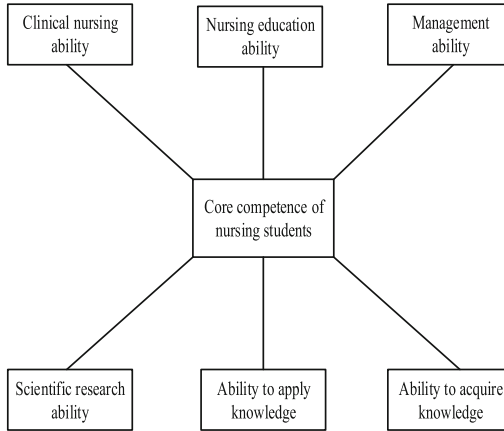 Clinical nursing
ability
Nursing education
ability
Management
ability
Core competence of
nursing students
Scientific research
ability
Ability to apply
knowledge
Ability to acquire
knowledge